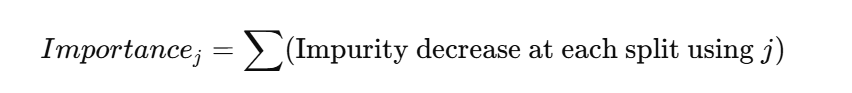 Importance_j = ∑(Impurity decrease at each split using j)